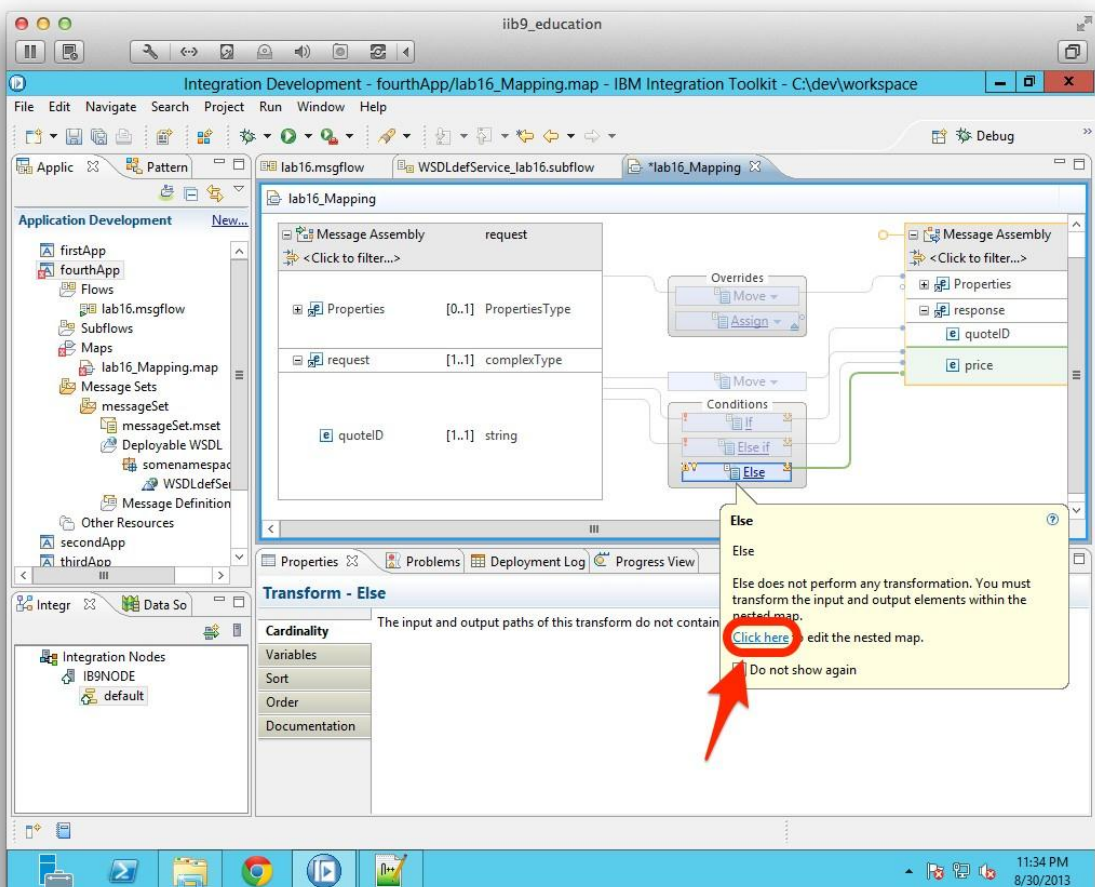 iib9_education
Integration Development - fourthApp/lab16_Mapping.map - IBM Integration Toolkit - C:\dev\workspace
File Edit Navigate Search Project Run Window Help
Debug
Applic
Pattern
lab16.msgflow
WSDLdefService_lab16.subflow
*lab16_Mapping
Application Development
New...
firstApp
fourthApp
Flows
lab16.msgflow
Subflows
Maps
lab16_Mapping.map
Message Sets
messageSet
messageSet.mset
Deployable WSDL
somenamespac
WSDLdefSer
Message Definition
Other Resources
secondApp
thirdApp
lab16_Mapping
Message Assembly request
<Click to filter...>
Properties [0..1] PropertiesType
request [1..1] complexType
quoteID [1..1] string
Overrides
Move
Assign
Move
Conditions
If
Else if
Else
Message Assembly
<Click to filter...>
Properties
response
quoteID
price
Else
Else
Else does not perform any transformation. You must
transform the input and output elements within the
nested map.
Click here to edit the nested map.
Do not show again
Integr
Data So
Integration Nodes
IB9NODE
default
Properties
Problems
Deployment Log
Progress View
Transform - Else
Cardinality
Variables
Sort
Order
Documentation
The input and output paths of this transform do not contain
11:34 PM
8/30/2013